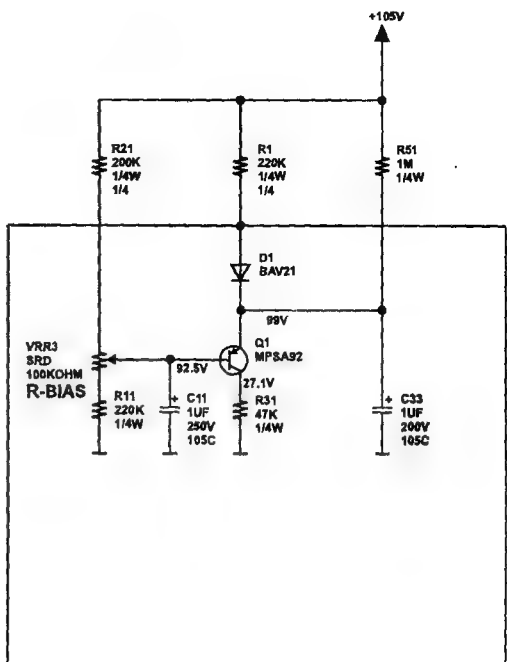 +105V
R21
200K
1/4W
1/4
R1
220K
1/4W
1/4
R51
1M
1/4W
D1
BAV21
99V
VRR3
SRD
100KOHM
R-BIAS
Q1
MPSA92
92.5V
27.1V
R11
220K
1/4W
C11
1UF
250V
105C
R31
47K
1/4W
C33
1UF
200V
105C
+
+